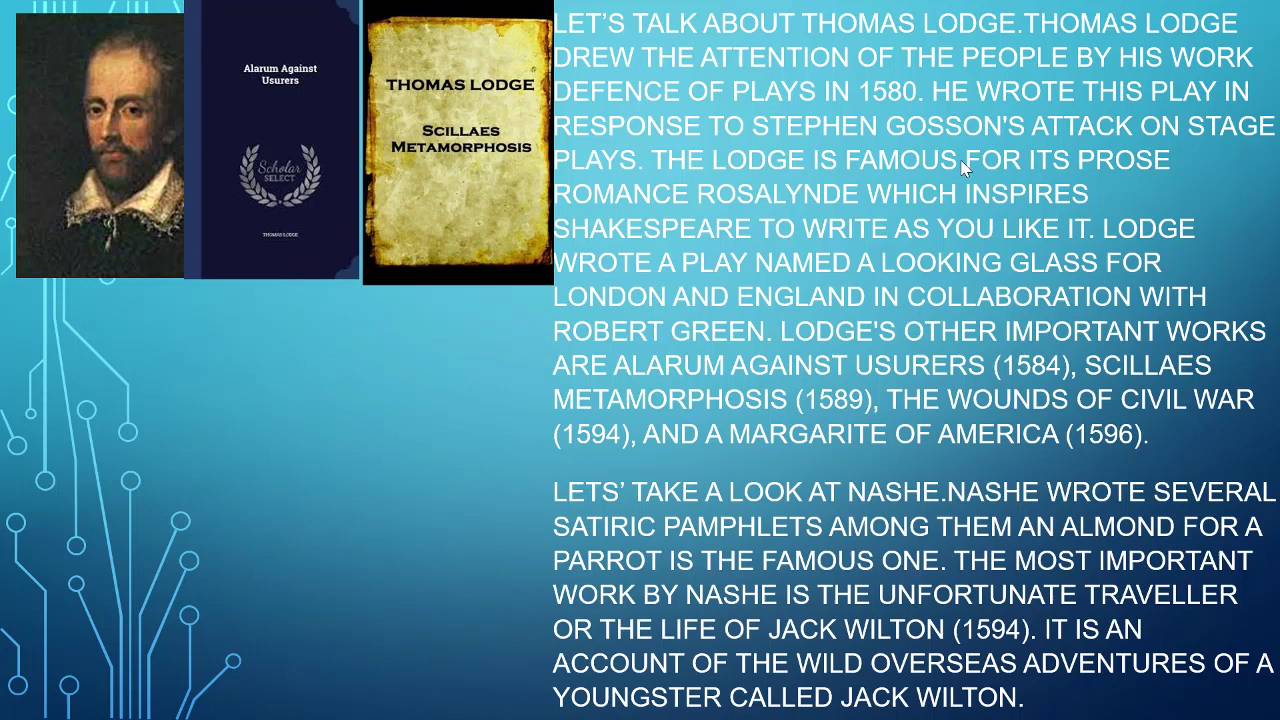 Alarum Against
Usurers
Scholar
SELECT
THOMAS LODGE
THOMAS LODGE
SCILLAES
METAMORPHOSIS
LET’S TALK ABOUT THOMAS LODGE.THOMAS LODGE
DREW THE ATTENTION OF THE PEOPLE BY HIS WORK
DEFENCE OF PLAYS IN 1580. HE WROTE THIS PLAY IN
RESPONSE TO STEPHEN GOSSON'S ATTACK ON STAGE
PLAYS. THE LODGE IS FAMOUS FOR ITS PROSE
ROMANCE ROSALYNDE WHICH INSPIRES
SHAKESPEARE TO WRITE AS YOU LIKE IT. LODGE
WROTE A PLAY NAMED A LOOKING GLASS FOR
LONDON AND ENGLAND IN COLLABORATION WITH
ROBERT GREEN. LODGE'S OTHER IMPORTANT WORKS
ARE ALARUM AGAINST USURERS (1584), SCILLAES
METAMORPHOSIS (1589), THE WOUNDS OF CIVIL WAR
(1594), AND A MARGARITE OF AMERICA (1596).
LETS’ TAKE A LOOK AT NASHE.NASHE WROTE SEVERAL
SATIRIC PAMPHLETS AMONG THEM AN ALMOND FOR A
PARROT IS THE FAMOUS ONE. THE MOST IMPORTANT
WORK BY NASHE IS THE UNFORTUNATE TRAVELLER
OR THE LIFE OF JACK WILTON (1594). IT IS AN
ACCOUNT OF THE WILD OVERSEAS ADVENTURES OF A
YOUNGSTER CALLED JACK WILTON.